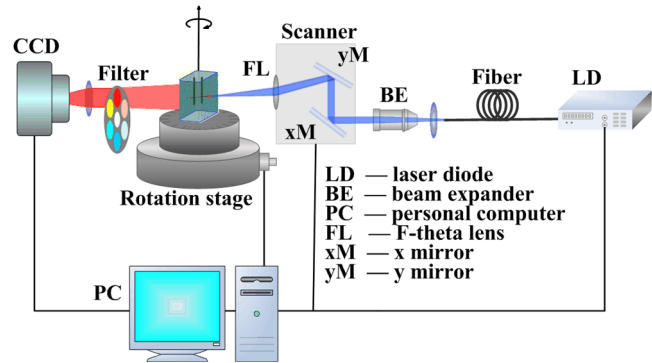 CCD
Filter
FL
Scanner
yM
xM
BE
Fiber
LD
Rotation stage
PC
LD — laser diode
BE — beam expander
PC — personal computer
FL — F-theta lens
xM — x mirror
yM — y mirror